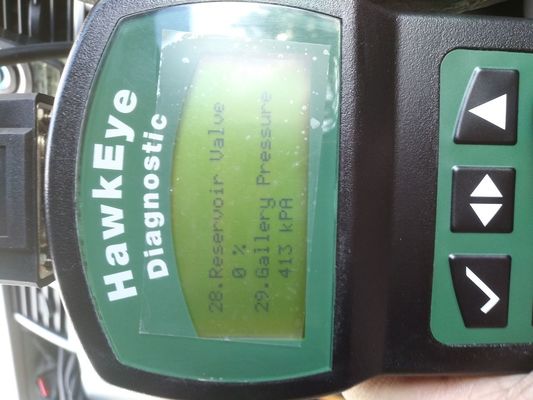 HawkEye
Diagnostic
28.Reservoir Valve
0 %
29.Gallery Pressure
413 kPA